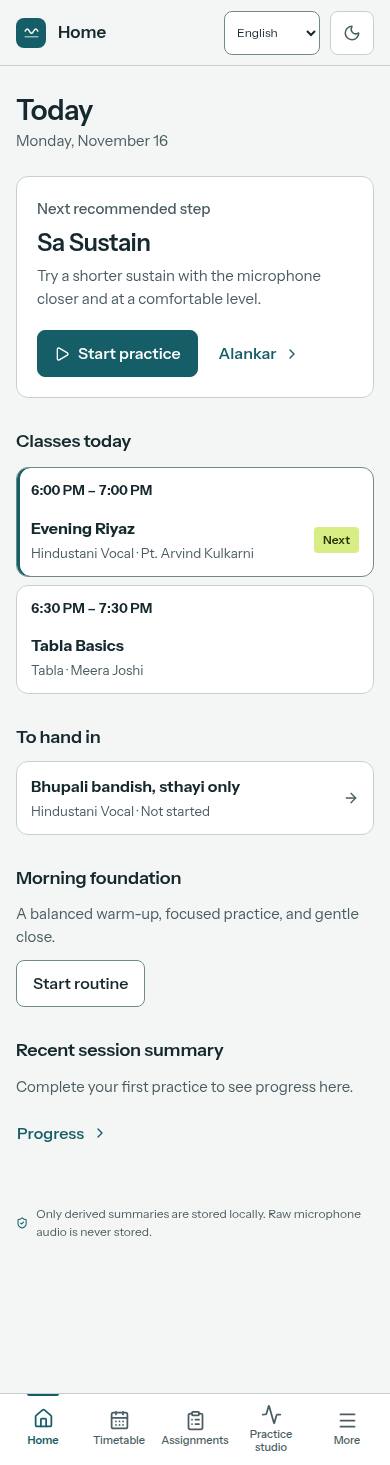 Home
English
Today
Monday, November 16
Next recommended step
Sa Sustain
Try a shorter sustain with the microphone
closer and at a comfortable level.
Start practice
Alankar
Classes today
6:00 PM – 7:00 PM
Evening Riyaz
Hindustani Vocal · Pt. Arvind Kulkarni
Next
6:30 PM – 7:30 PM
Tabla Basics
Tabla · Meera Joshi
To hand in
Bhupali bandish, sthayi only
Hindustani Vocal · Not started
Morning foundation
A balanced warm-up, focused practice, and gentle
close.
Start routine
Recent session summary
Complete your first practice to see progress here.
Progress
Only derived summaries are stored locally. Raw microphone
audio is never stored.
Home
Timetable
Assignments
Practice
studio
More